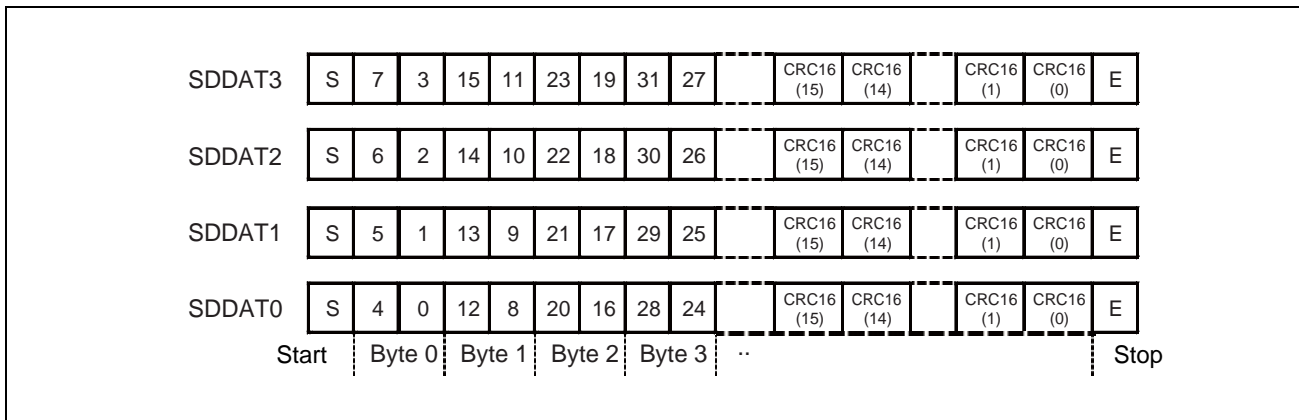 SDDAT3 S 7 3 15 11 23 19 31 27 CRC16 (15) CRC16 (14) CRC16 (1) CRC16 (0) E
SDDAT2 S 6 2 14 10 22 18 30 26 CRC16 (15) CRC16 (14) CRC16 (1) CRC16 (0) E
SDDAT1 S 5 1 13 9 21 17 29 25 CRC16 (15) CRC16 (14) CRC16 (1) CRC16 (0) E
SDDAT0 S 4 0 12 8 20 16 28 24 CRC16 (15) CRC16 (14) CRC16 (1) CRC16 (0) E
Start Byte 0 Byte 1 Byte 2 Byte 3 .. Stop